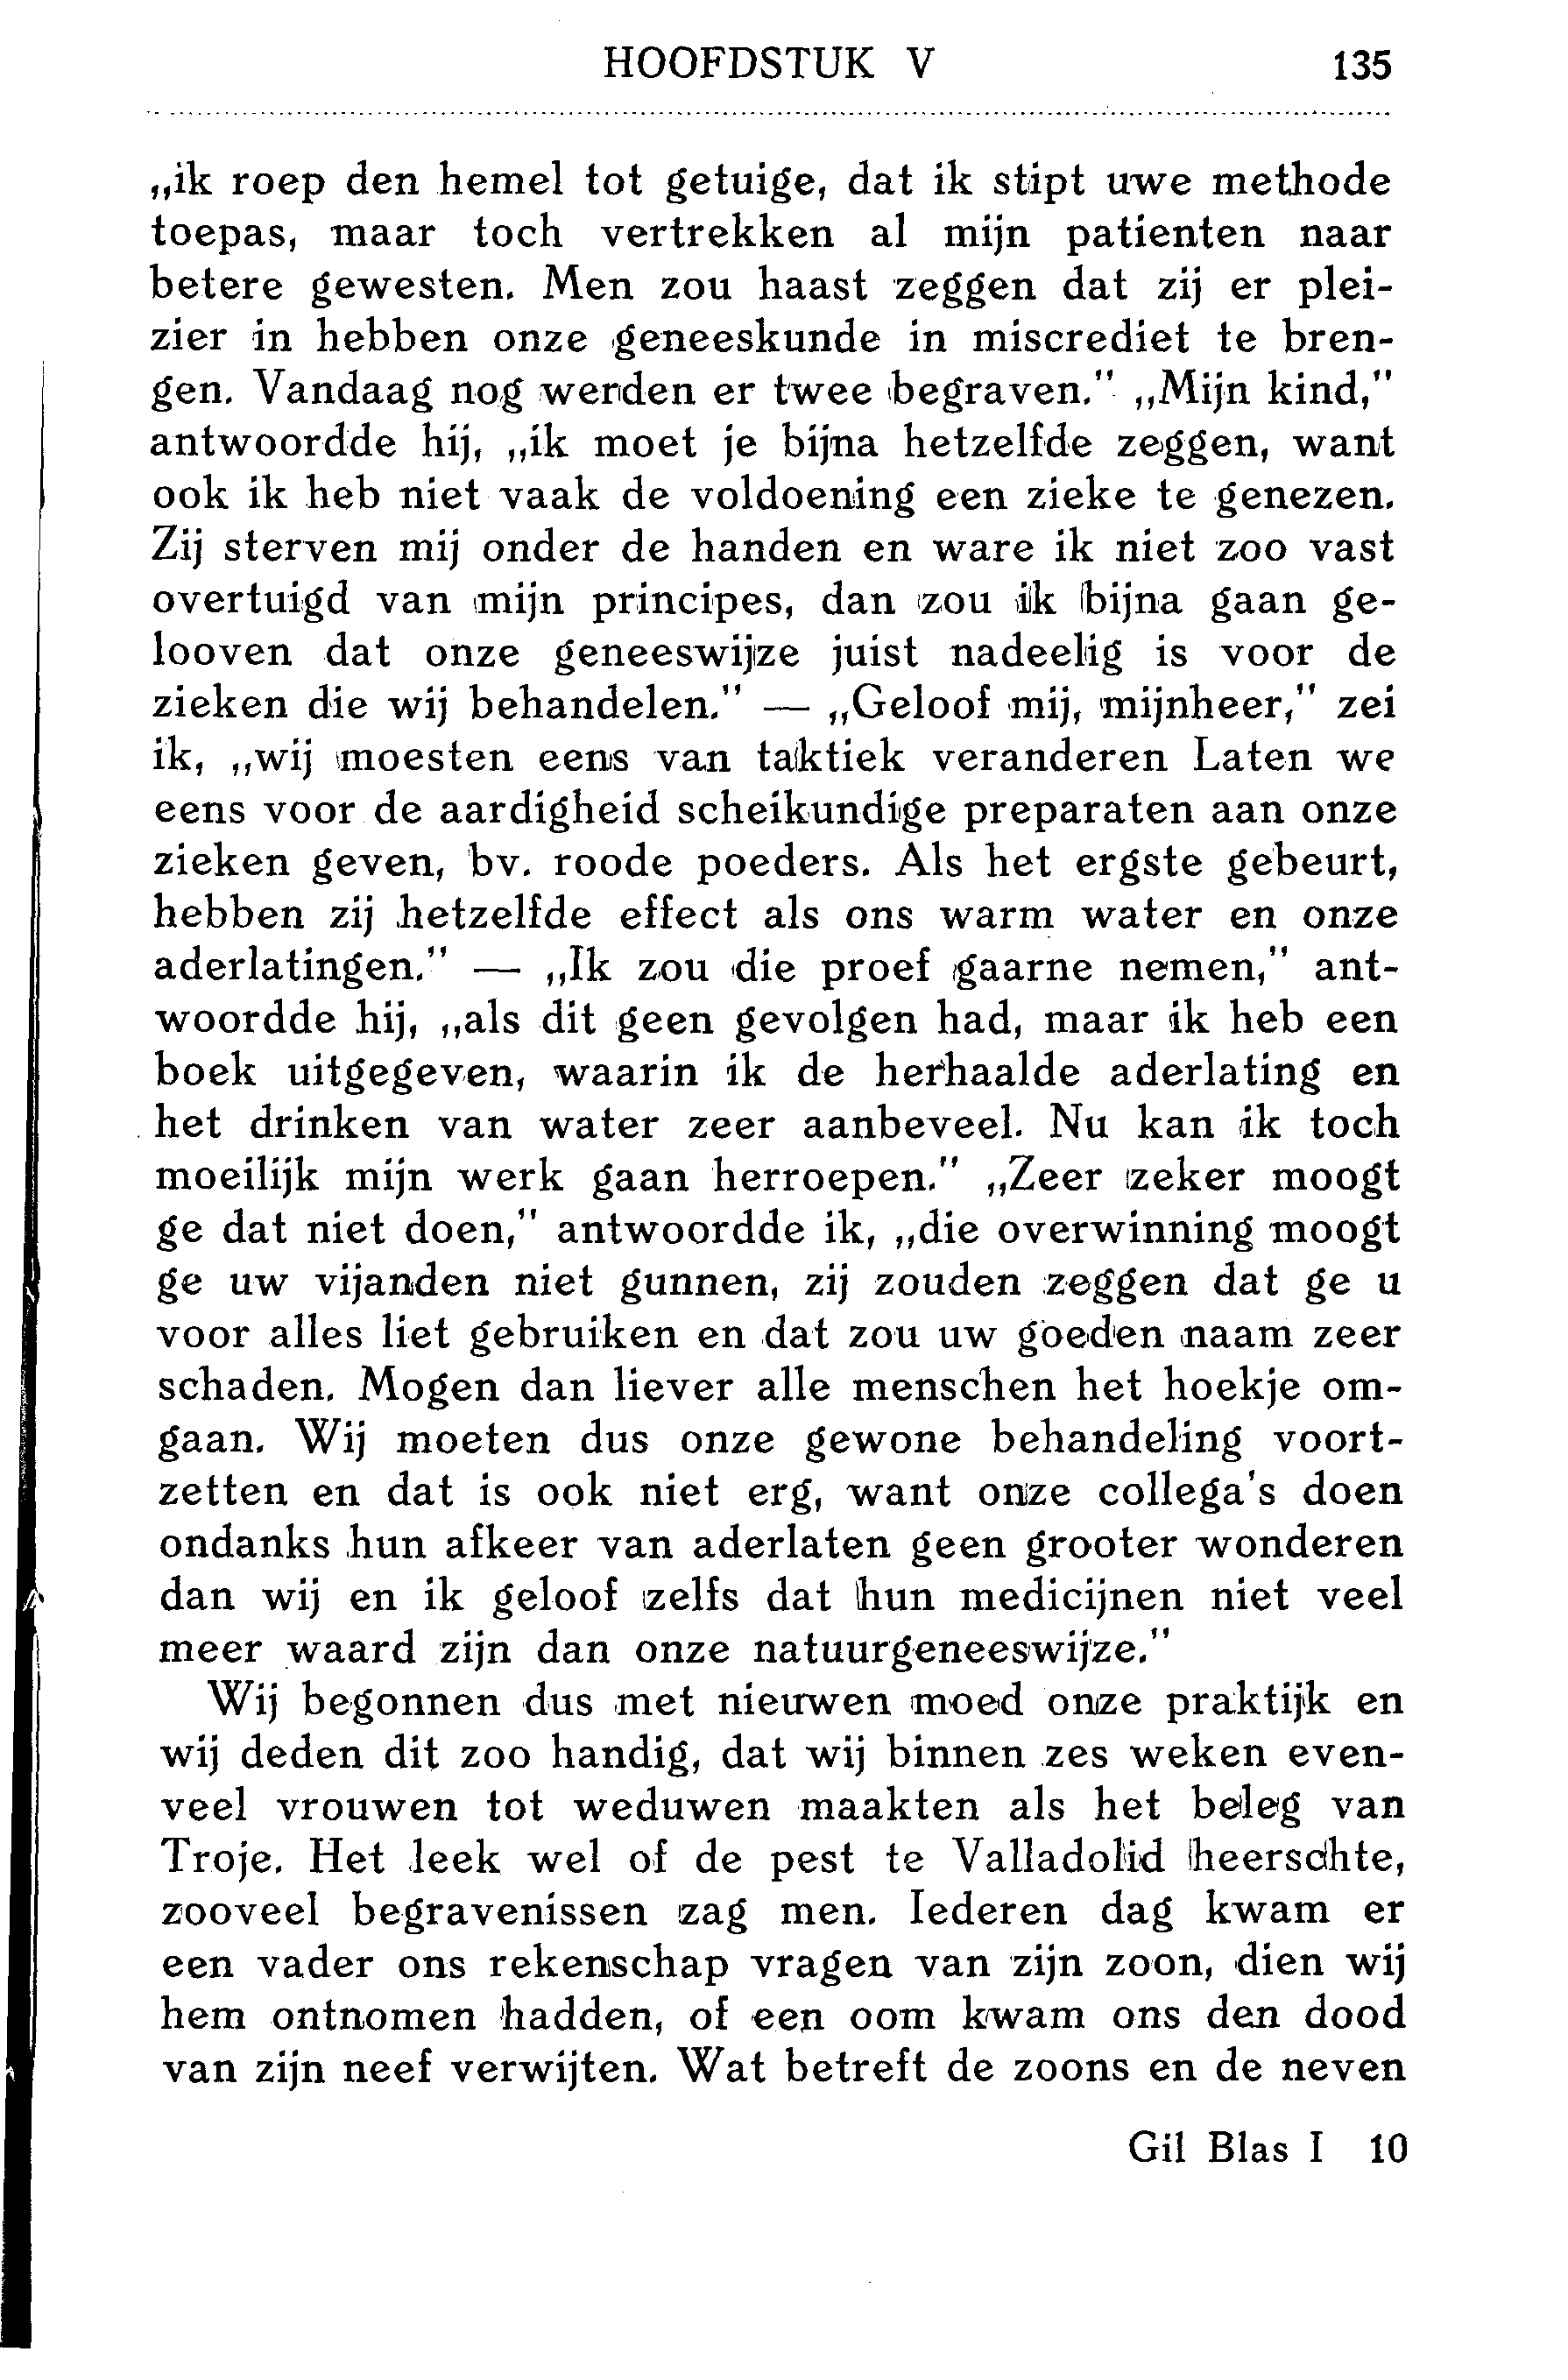 HOOFDSTUK V 135
„ik roep den hemel tot getuige, dat ik stipt uwe methode
toepas, maar toch vertrekken al mijn patienten naar
betere gewesten. Men zou haast zeggen dat zij er plei-
zier in hebben onze geneeskunde in miscrediet te bren-
gen. Vandaag nog werden er twee begraven." „Mijn kind,"
antwoordde hij, „ik moet je bijna hetzelfde zeggen, want
ook ik heb niet vaak de voldoening een zieke te genezen.
Zij sterven mij onder de handen en ware ik niet zoo vast
overtuigd van mijn principes, dan zou ik bijna gaan ge-
looven dat onze geneeswijze juist nadeelig is voor de
zieken die wij behandelen." — „Geloof mij, mijnheer," zei
ik, „wij moesten eens van taktiek veranderen Laten we
eens voor de aardigheid scheikundige preparaten aan onze
zieken geven, bv. roode poeders. Als het ergste gebeurt,
hebben zij hetzelfde effect als ons warm water en onze
aderlatingen." — „Ik zou die proef gaarne nemen," ant-
woordde hij, „als dit geen gevolgen had, maar ik heb een
boek uitgegeven, waarin ik de herhaalde aderlating en
het drinken van water zeer aanbeveel. Nu kan ik toch
moeilijk mijn werk gaan herroepen." „Zeer zeker moogt
ge dat niet doen," antwoordde ik, „die overwinning moogt
ge uw vijanden niet gunnen, zij zouden zeggen dat ge u
voor alles liet gebruiken en dat zou uw goeden naam zeer
schaden. Mogen dan liever alle menschen het hoekje om-
gaan. Wij moeten dus onze gewone behandeling voort-
zetten en dat is ook niet erg, want onze collega's doen
ondanks hun afkeer van aderlaten geen grooter wonderen
dan wij en ik geloof zelfs dat hun medicijnen niet veel
meer waard zijn dan onze natuurgeneeswijze."
Wij begonnen dus met nieuwen moed onze praktijk en
wij deden dit zoo handig, dat wij binnen zes weken even-
veel vrouwen tot weduwen maakten als het beleg van
Troje. Het leek wel of de pest te Valladolid heerschte,
zooveel begravenissen zag men. Iederen dag kwam er
een vader ons rekenschap vragen van zijn zoon, dien wij
hem ontnomen hadden, of een oom kwam ons den dood
van zijn neef verwijten. Wat betreft de zoons en de neven
Gil Blas I 10